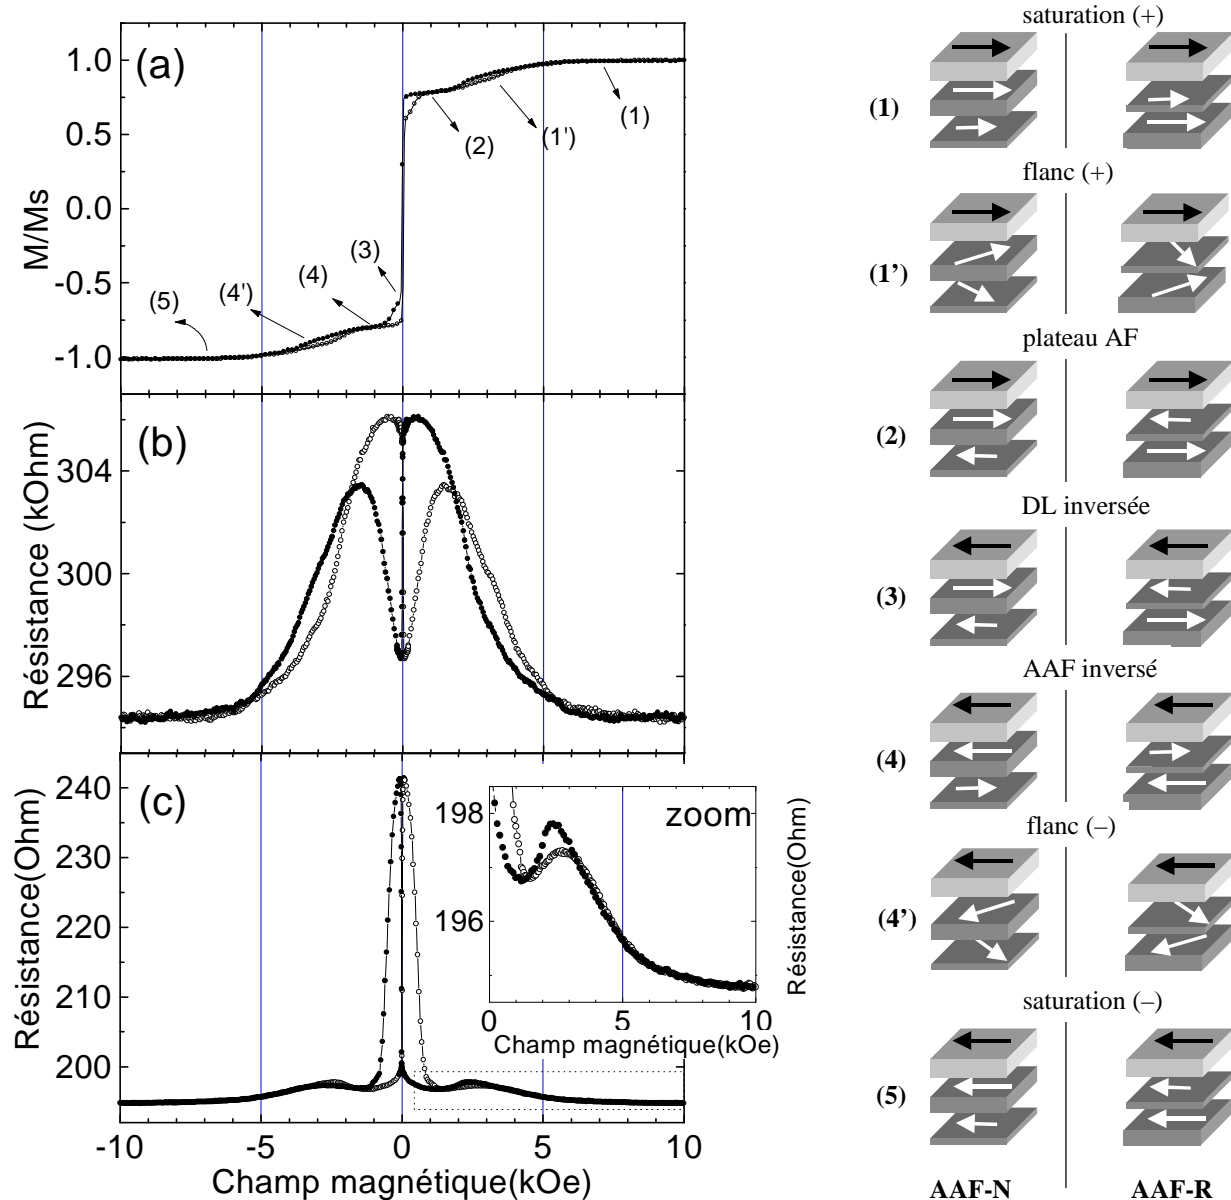 (a)
1.0
0.5
0.0
-0.5
-1.0
M/Ms
(1)
(1')
(2)
(3)
(4)
(4')
(5)
(b)
304
300
296
Résistance (kOhm)
(c)
240
230
220
210
200
Résistance(Ohm)
-10
-5
0
5
10
Champ magnétique(kOe)
zoom
198
196
0
5
10
Champ magnétique(kOe)
Résistance(Ohm)
saturation (+)
(1)
flanc (+)
(1’)
plateau AF
(2)
DL inversée
(3)
AAF inversé
(4)
flanc (–)
(4’)
saturation (–)
(5)
AAF-N
AAF-R